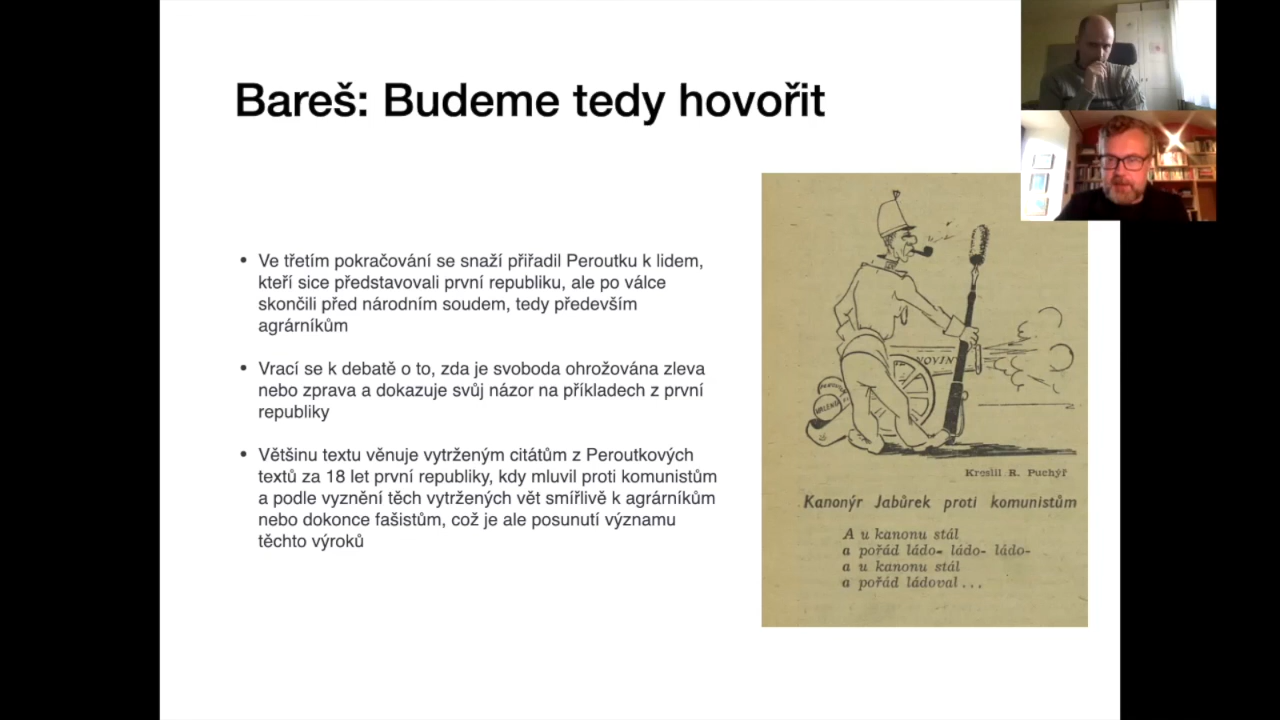 Bareš: Budeme tedy hovořit
• Ve třetím pokračování se snaží přiřadil Peroutku k lidem,
kteří sice představovali první republiku, ale po válce
skončili před národním soudem, tedy především
agrárníkům
• Vrací se k debatě o to, zda je svoboda ohrožována zleva
nebo zprava a dokazuje svůj názor na příkladech z první
republiky
• Většinu textu věnuje vytrženým citátům z Peroutkových
textů za 18 let první republiky, kdy mluvil proti komunistům
a podle vyznění těch vytržených vět smířlivě k agrárníkům
nebo dokonce fašistům, což je ale posunutí významu
těchto výroků
Kreslil R. Puchýř
Kanonýr Jabůrek proti komunistům
A u kanonu stál
a pořád ládo- ládo- ládo-
a u kanonu stál
a pořád ládoval...